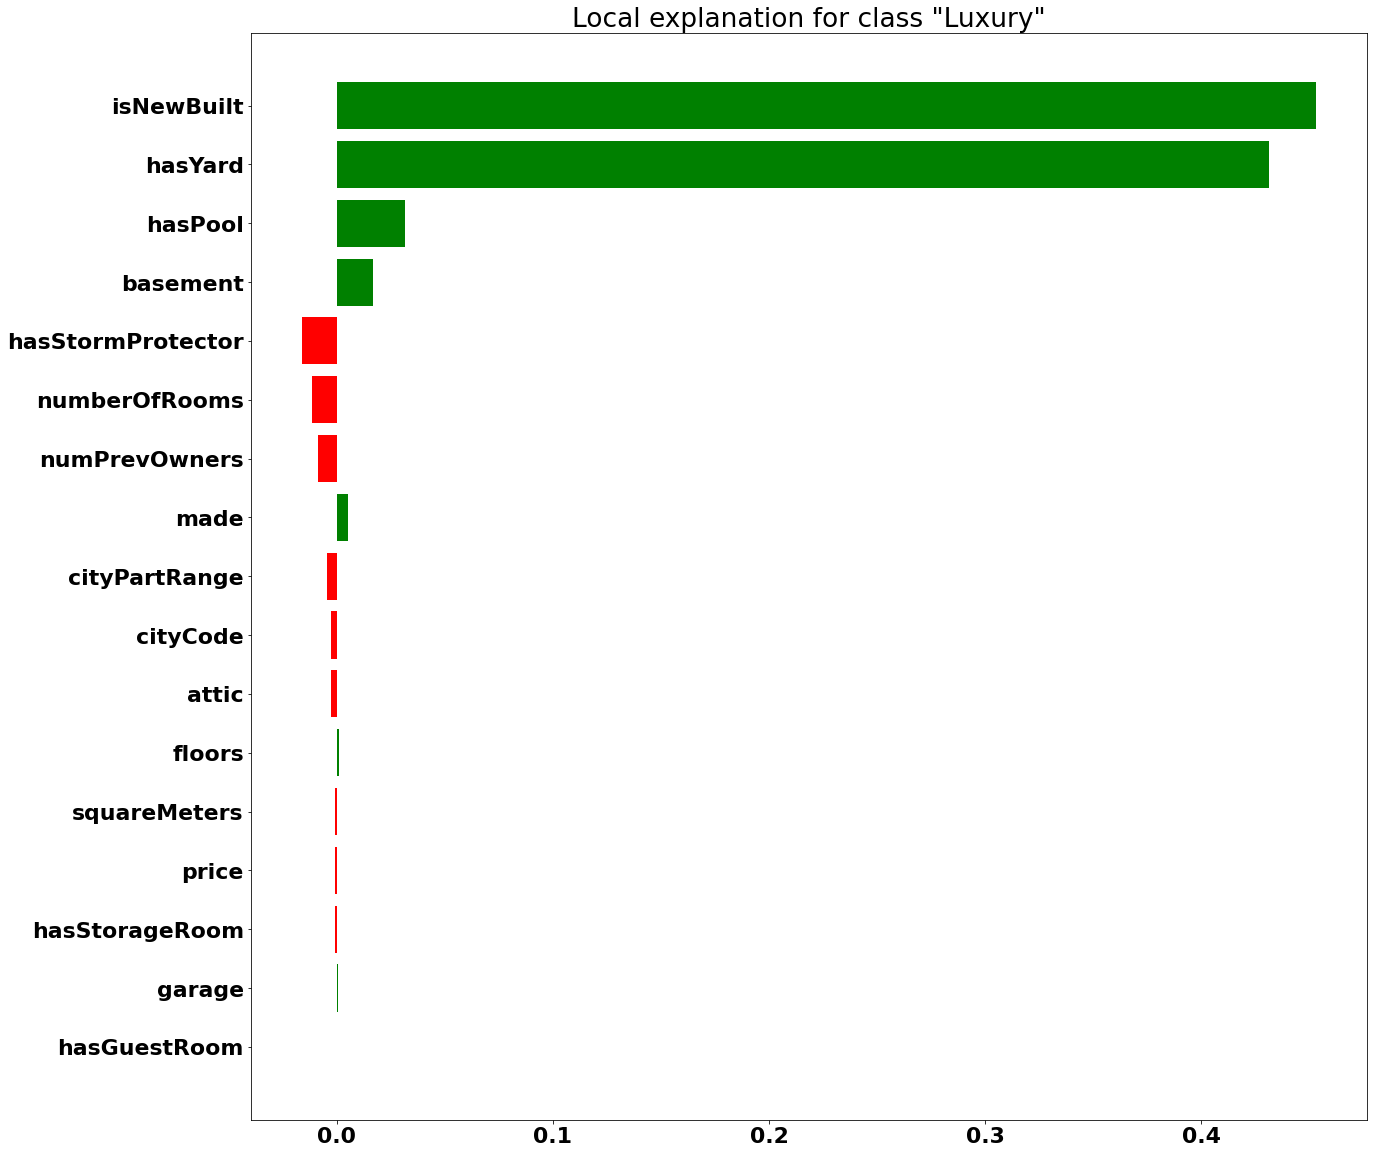 Local explanation for class "Luxury"
isNewBuilt
hasYard
hasPool
basement
hasStormProtector
numberOfRooms
numPrevOwners
made
cityPartRange
cityCode
attic
floors
squareMeters
price
hasStorageRoom
garage
hasGuestRoom
0.0 0.1 0.2 0.3 0.4